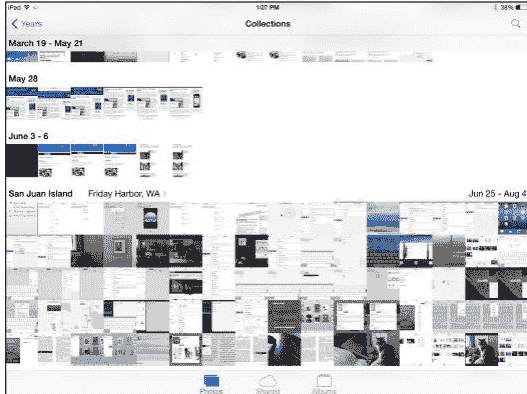 iPad 1:07 PM 38%
Years Collections
March 19 - May 21
May 28
June 3 - 6
San Juan Island Friday Harbor, WA > Jun 25 - Aug 4
Photos Shared Albums